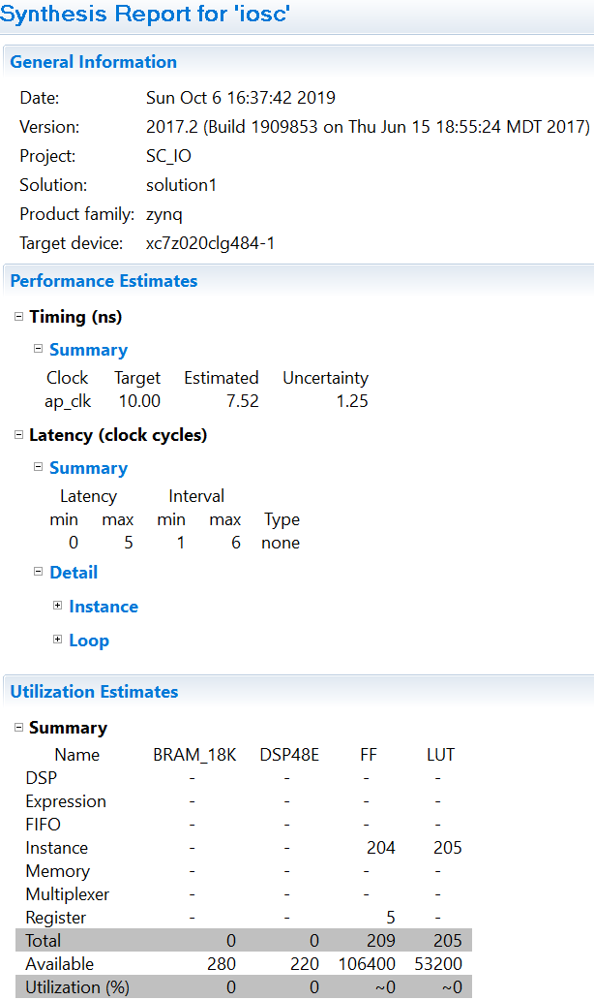 Synthesis Report for 'iosc'
General Information
Date: Sun Oct 6 16:37:42 2019
Version: 2017.2 (Build 1909853 on Thu Jun 15 18:55:24 MDT 2017)
Project: SC_IO
Solution: solution1
Product family: zynq
Target device: xc7z020clg484-1
Performance Estimates
Timing (ns)
Summary
Clock Target Estimated Uncertainty
ap_clk 10.00 7.52 1.25
Latency (clock cycles)
Summary
Latency Interval
min max min max Type
0 5 1 6 none
Detail
Instance
Loop
Utilization Estimates
Summary
Name BRAM_18K DSP48E FF LUT
DSP - - - -
Expression - - - -
FIFO - - - -
Instance - - 204 205
Memory - - - -
Multiplexer - - - -
Register - - 5 -
Total 0 0 209 205
Available 280 220 106400 53200
Utilization (%) 0 0 ~0 ~0